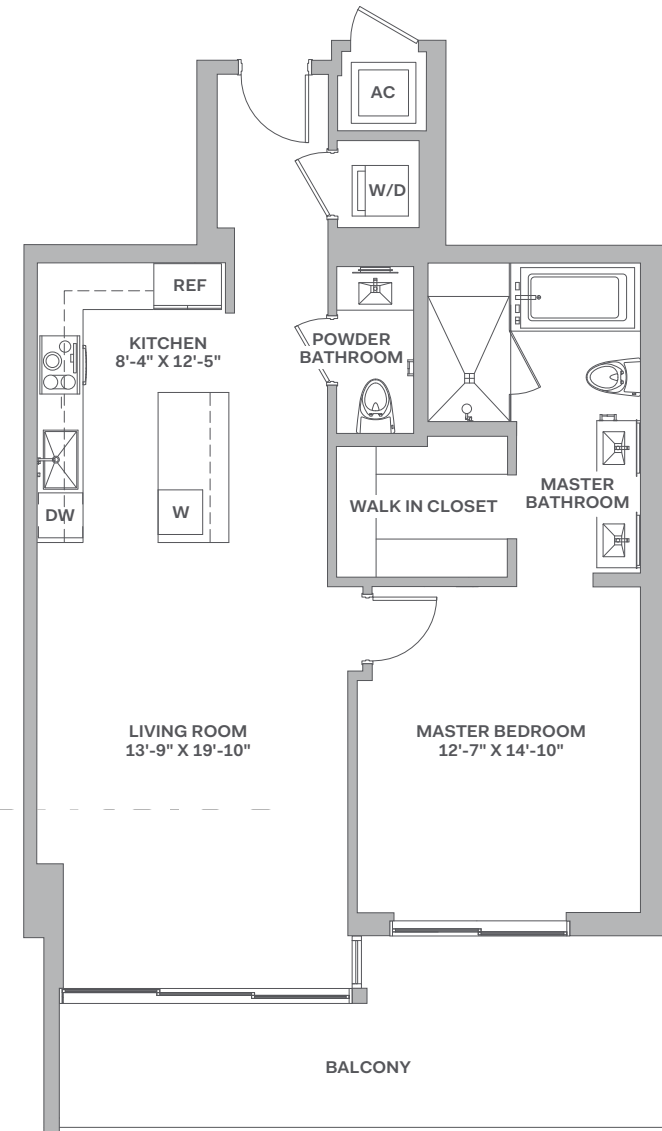 AC
W/D
REF
KITCHEN
8'-4" X 12'-5"
POWDER
BATHROOM
DW
W
WALK IN CLOSET
MASTER
BATHROOM
LIVING ROOM
13'-9" X 19'-10"
MASTER BEDROOM
12'-7" X 14'-10"
BALCONY